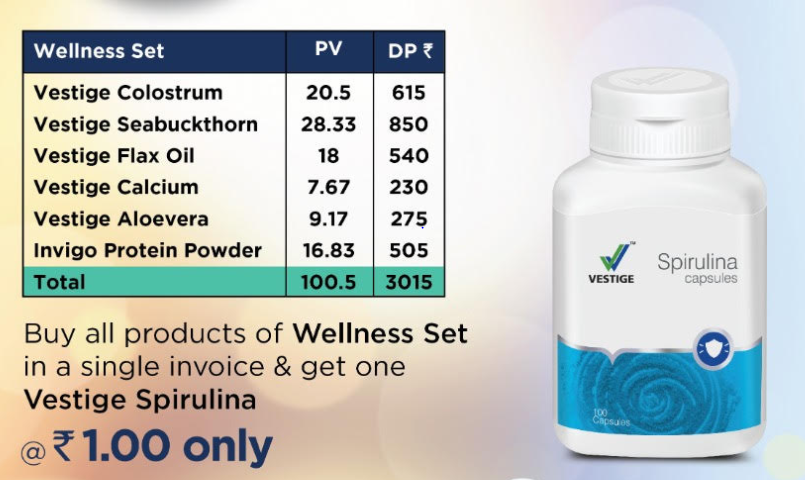 Wellness Set PV DP ₹
Vestige Colostrum 20.5 615
Vestige Seabuckthorn 28.33 850
Vestige Flax Oil 18 540
Vestige Calcium 7.67 230
Vestige Aloevera 9.17 275
Invigo Protein Powder 16.83 505
Total 100.5 3015
Buy all products of Wellness Set
in a single invoice & get one
Vestige Spirulina
@ ₹ 1.00 only
VESTIGE
Spirulina
capsules
100
Capsules